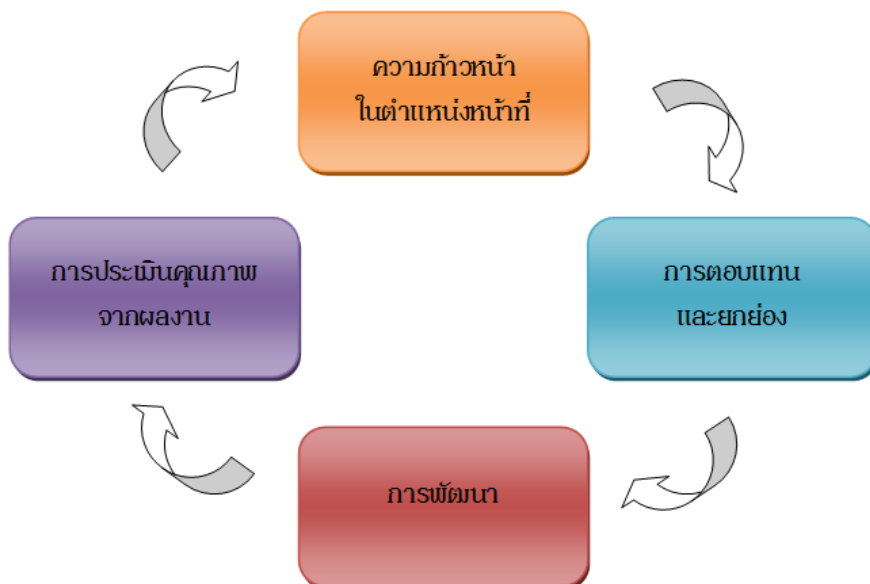 ความก้าวหน้า
ในตำแหน่งหน้าที่
การประเมินคุณภาพ
จากผลงาน
การตอบแทน
และยกย่อง
การพัฒนา